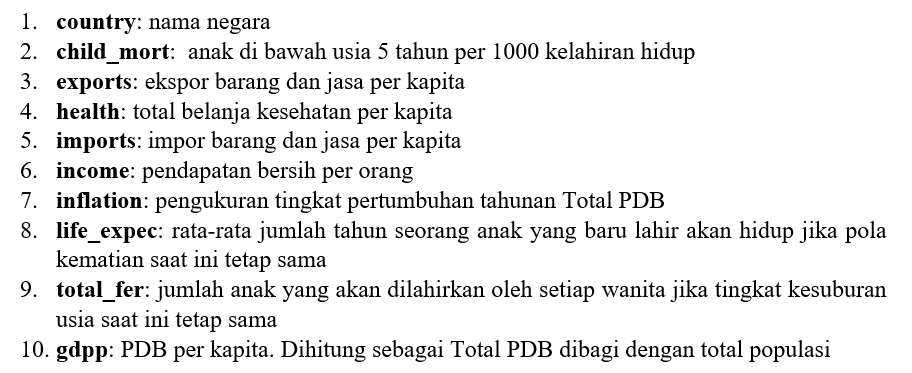 1. country: nama negara
2. child_mort: anak di bawah usia 5 tahun per 1000 kelahiran hidup
3. exports: ekspor barang dan jasa per kapita
4. health: total belanja kesehatan per kapita
5. imports: impor barang dan jasa per kapita
6. income: pendapatan bersih per orang
7. inflation: pengukuran tingkat pertumbuhan tahunan Total PDB
8. life_expec: rata-rata jumlah tahun seorang anak yang baru lahir akan hidup jika pola
kematian saat ini tetap sama
9. total_fer: jumlah anak yang akan dilahirkan oleh setiap wanita jika tingkat kesuburan
usia saat ini tetap sama
10. gdpp: PDB per kapita. Dihitung sebagai Total PDB dibagi dengan total populasi